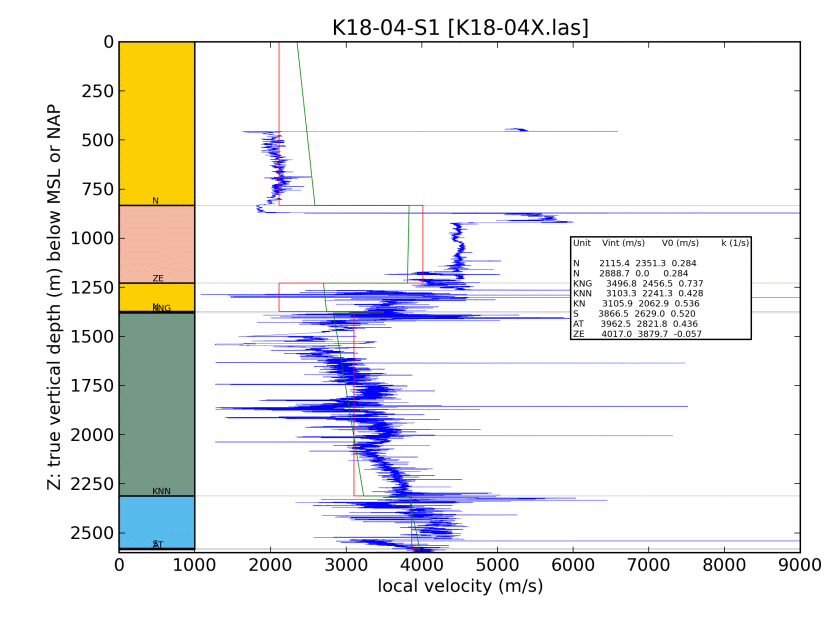 K18-04-S1 [K18-04X.las]
Z: true vertical depth (m) below MSL or NAP
0
250
500
750
1000
1250
1500
1750
2000
2250
2500
N
ZE
N
KNG
KNN
S
AT
Unit Vint (m/s) V0 (m/s) k (1/s)
N 2115.4 2351.3 0.284
N 2888.7 0.0 0.284
KNG 3496.8 2456.5 0.737
KNN 3103.3 2241.3 0.428
KN 3105.9 2062.9 0.536
S 3866.5 2629.0 0.520
AT 3962.5 2821.8 0.436
ZE 4017.0 3879.7 -0.057
0 1000 2000 3000 4000 5000 6000 7000 8000 9000
local velocity (m/s)